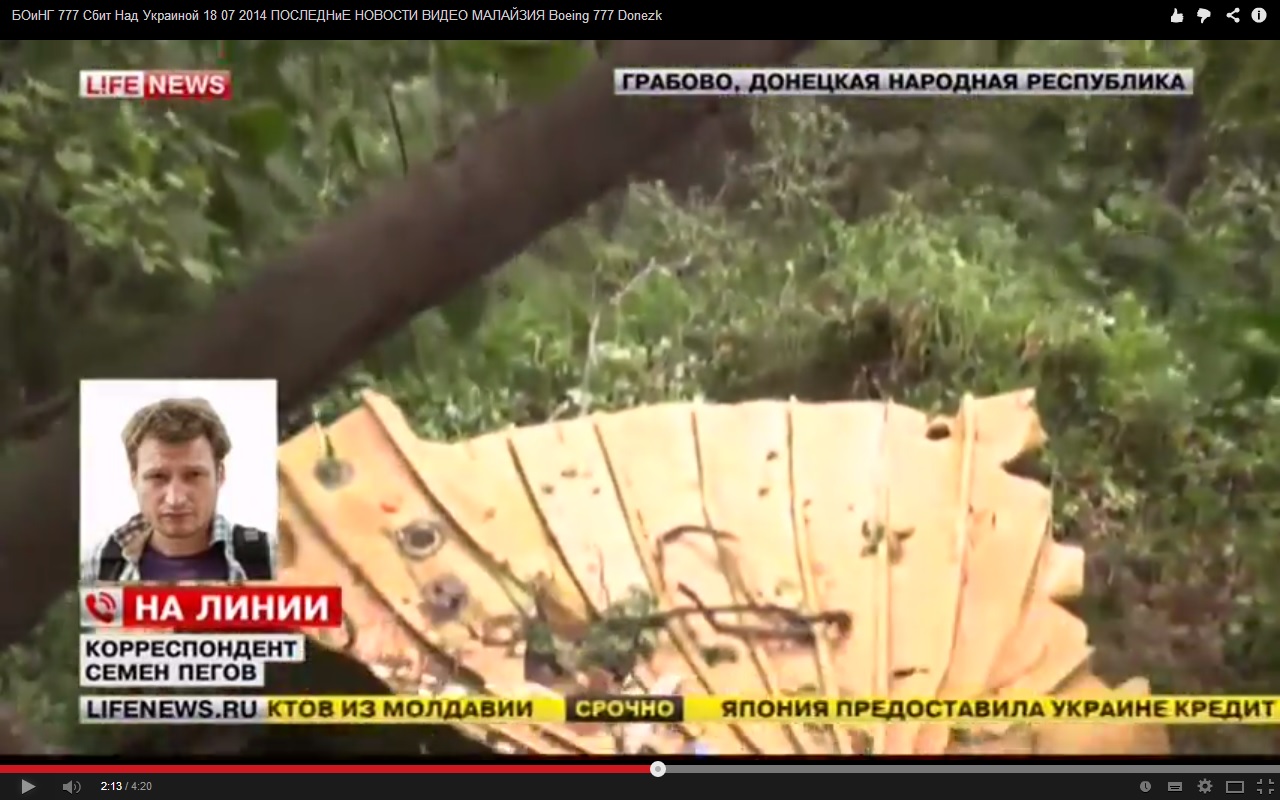 БОиНГ 777 Сбит Над Украиной 18 07 2014 ПОСЛЕДНиЕ НОВОСТИ ВИДЕО МАЛАЙЗИЯ Boeing 777 Donezk
L!FE NEWS
ГРАБОВО, ДОНЕЦКАЯ НАРОДНАЯ РЕСПУБЛИКА
НА ЛИНИИ
КОРРЕСПОНДЕНТ
СЕМЕН ПЕГОВ
LIFENEWS.RU КТОВ ИЗ МОЛДАВИИ СРОЧНО ЯПОНИЯ ПРЕДОСТАВИЛА УКРАИНЕ КРЕДИТ
2:13 / 4:20